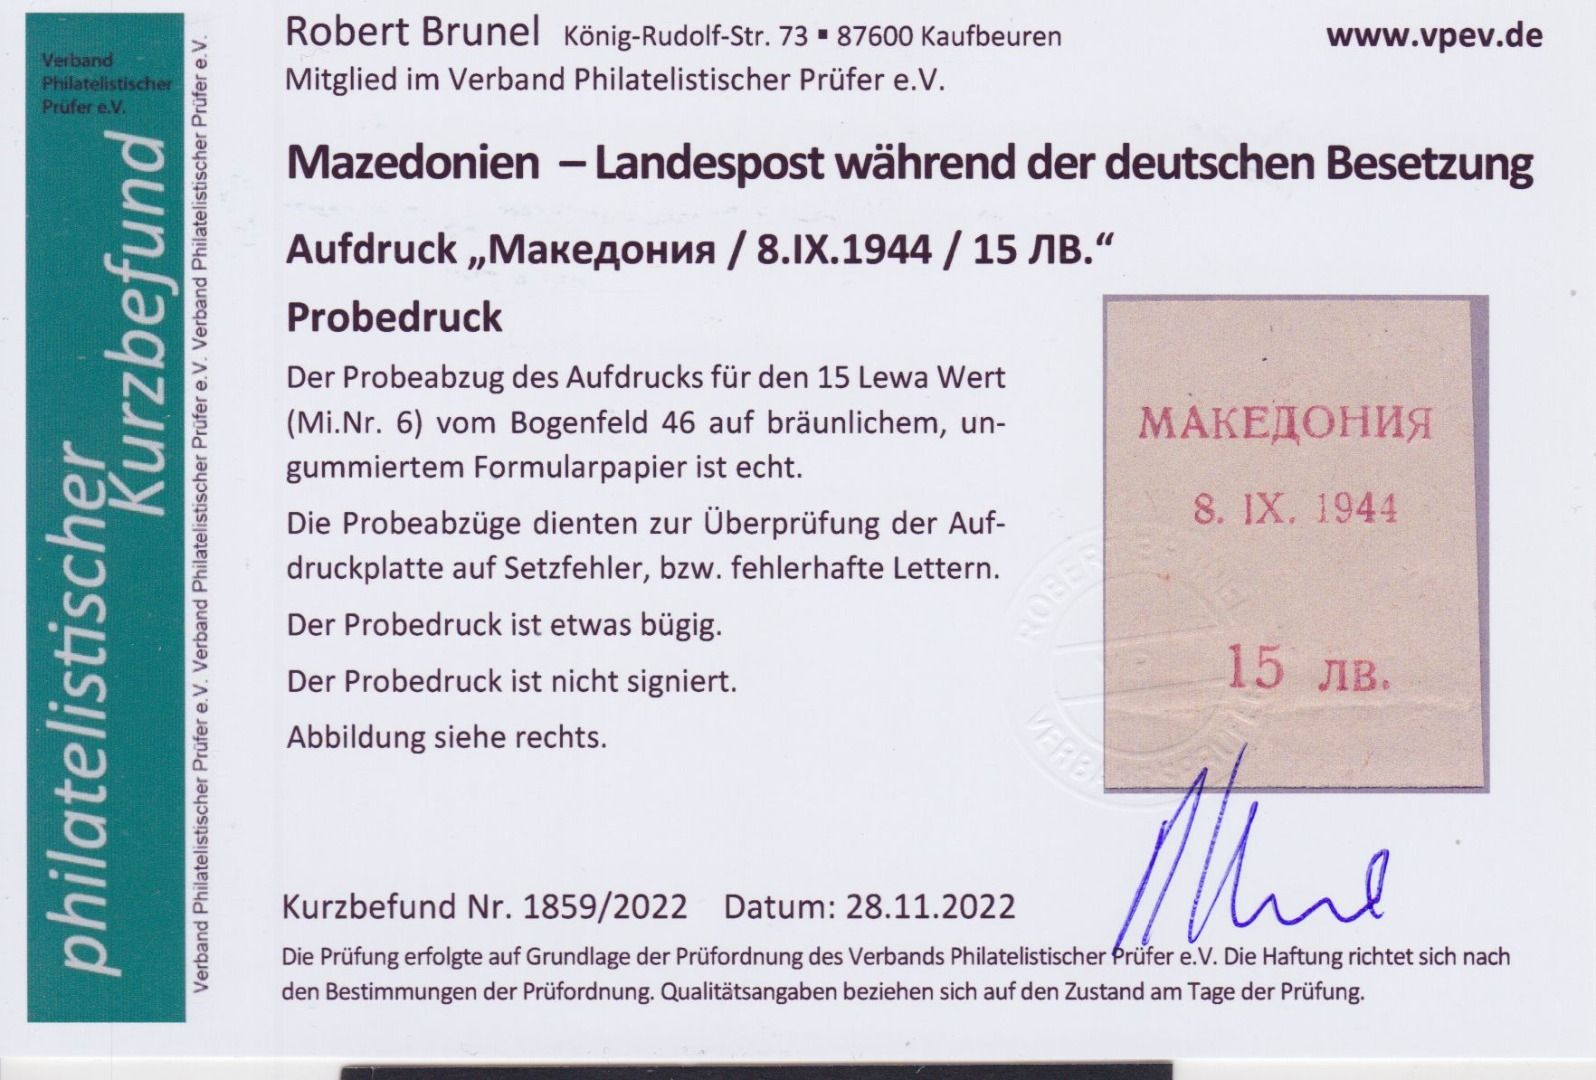 Verband
Philatelistischer
Prüfer e.V.
philatelistischer
Kurzbefund
Verband Philatelistischer Prüfer e.V. Verband Philatelistischer Prüfer e.V. Verband Philatelistischer Prüfer e.V.
Robert Brunel König-Rudolf-Str. 73 ▪ 87600 Kaufbeuren
www.vpev.de
Mitglied im Verband Philatelistischer Prüfer e.V.
Mazedonien – Landespost während der deutschen Besetzung
Aufdruck „Македония / 8.IX.1944 / 15 ЛВ.“
Probedruck
Der Probeabzug des Aufdrucks für den 15 Lewa Wert
(Mi.Nr. 6) vom Bogenfeld 46 auf bräunlichem, un-
gummiertem Formularpapier ist echt.
Die Probeabzüge dienten zur Überprüfung der Auf-
druckplatte auf Setzfehler, bzw. fehlerhafte Lettern.
Der Probedruck ist etwas bügig.
Der Probedruck ist nicht signiert.
Abbildung siehe rechts.
МАКЕДОНИЯ
8. IX. 1944
15 ЛВ.
Kurzbefund Nr. 1859/2022 Datum: 28.11.2022
Die Prüfung erfolgte auf Grundlage der Prüfordnung des Verbands Philatelistischer Prüfer e.V. Die Haftung richtet sich nach
den Bestimmungen der Prüfordnung. Qualitätsangaben beziehen sich auf den Zustand am Tage der Prüfung.